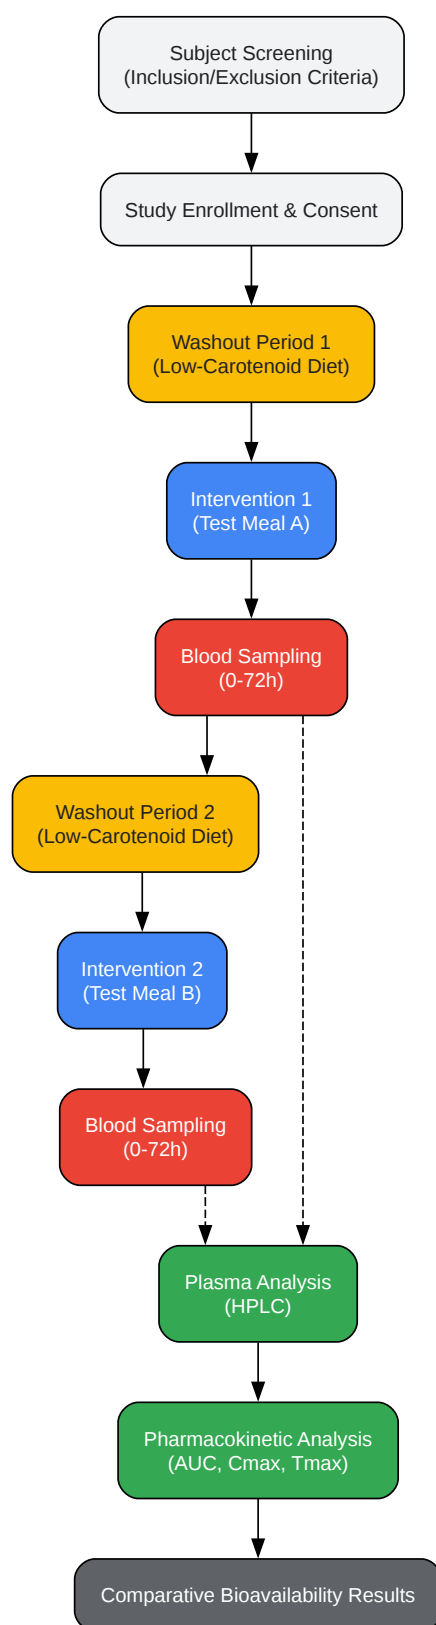 Subject Screening
(Inclusion/Exclusion Criteria)
Study Enrollment & Consent
Washout Period 1
(Low-Carotenoid Diet)
Intervention 1
(Test Meal A)
Blood Sampling
(0-72h)
Washout Period 2
(Low-Carotenoid Diet)
Intervention 2
(Test Meal B)
Blood Sampling
(0-72h)
Plasma Analysis
(HPLC)
Pharmacokinetic Analysis
(AUC, Cmax, Tmax)
Comparative Bioavailability Results